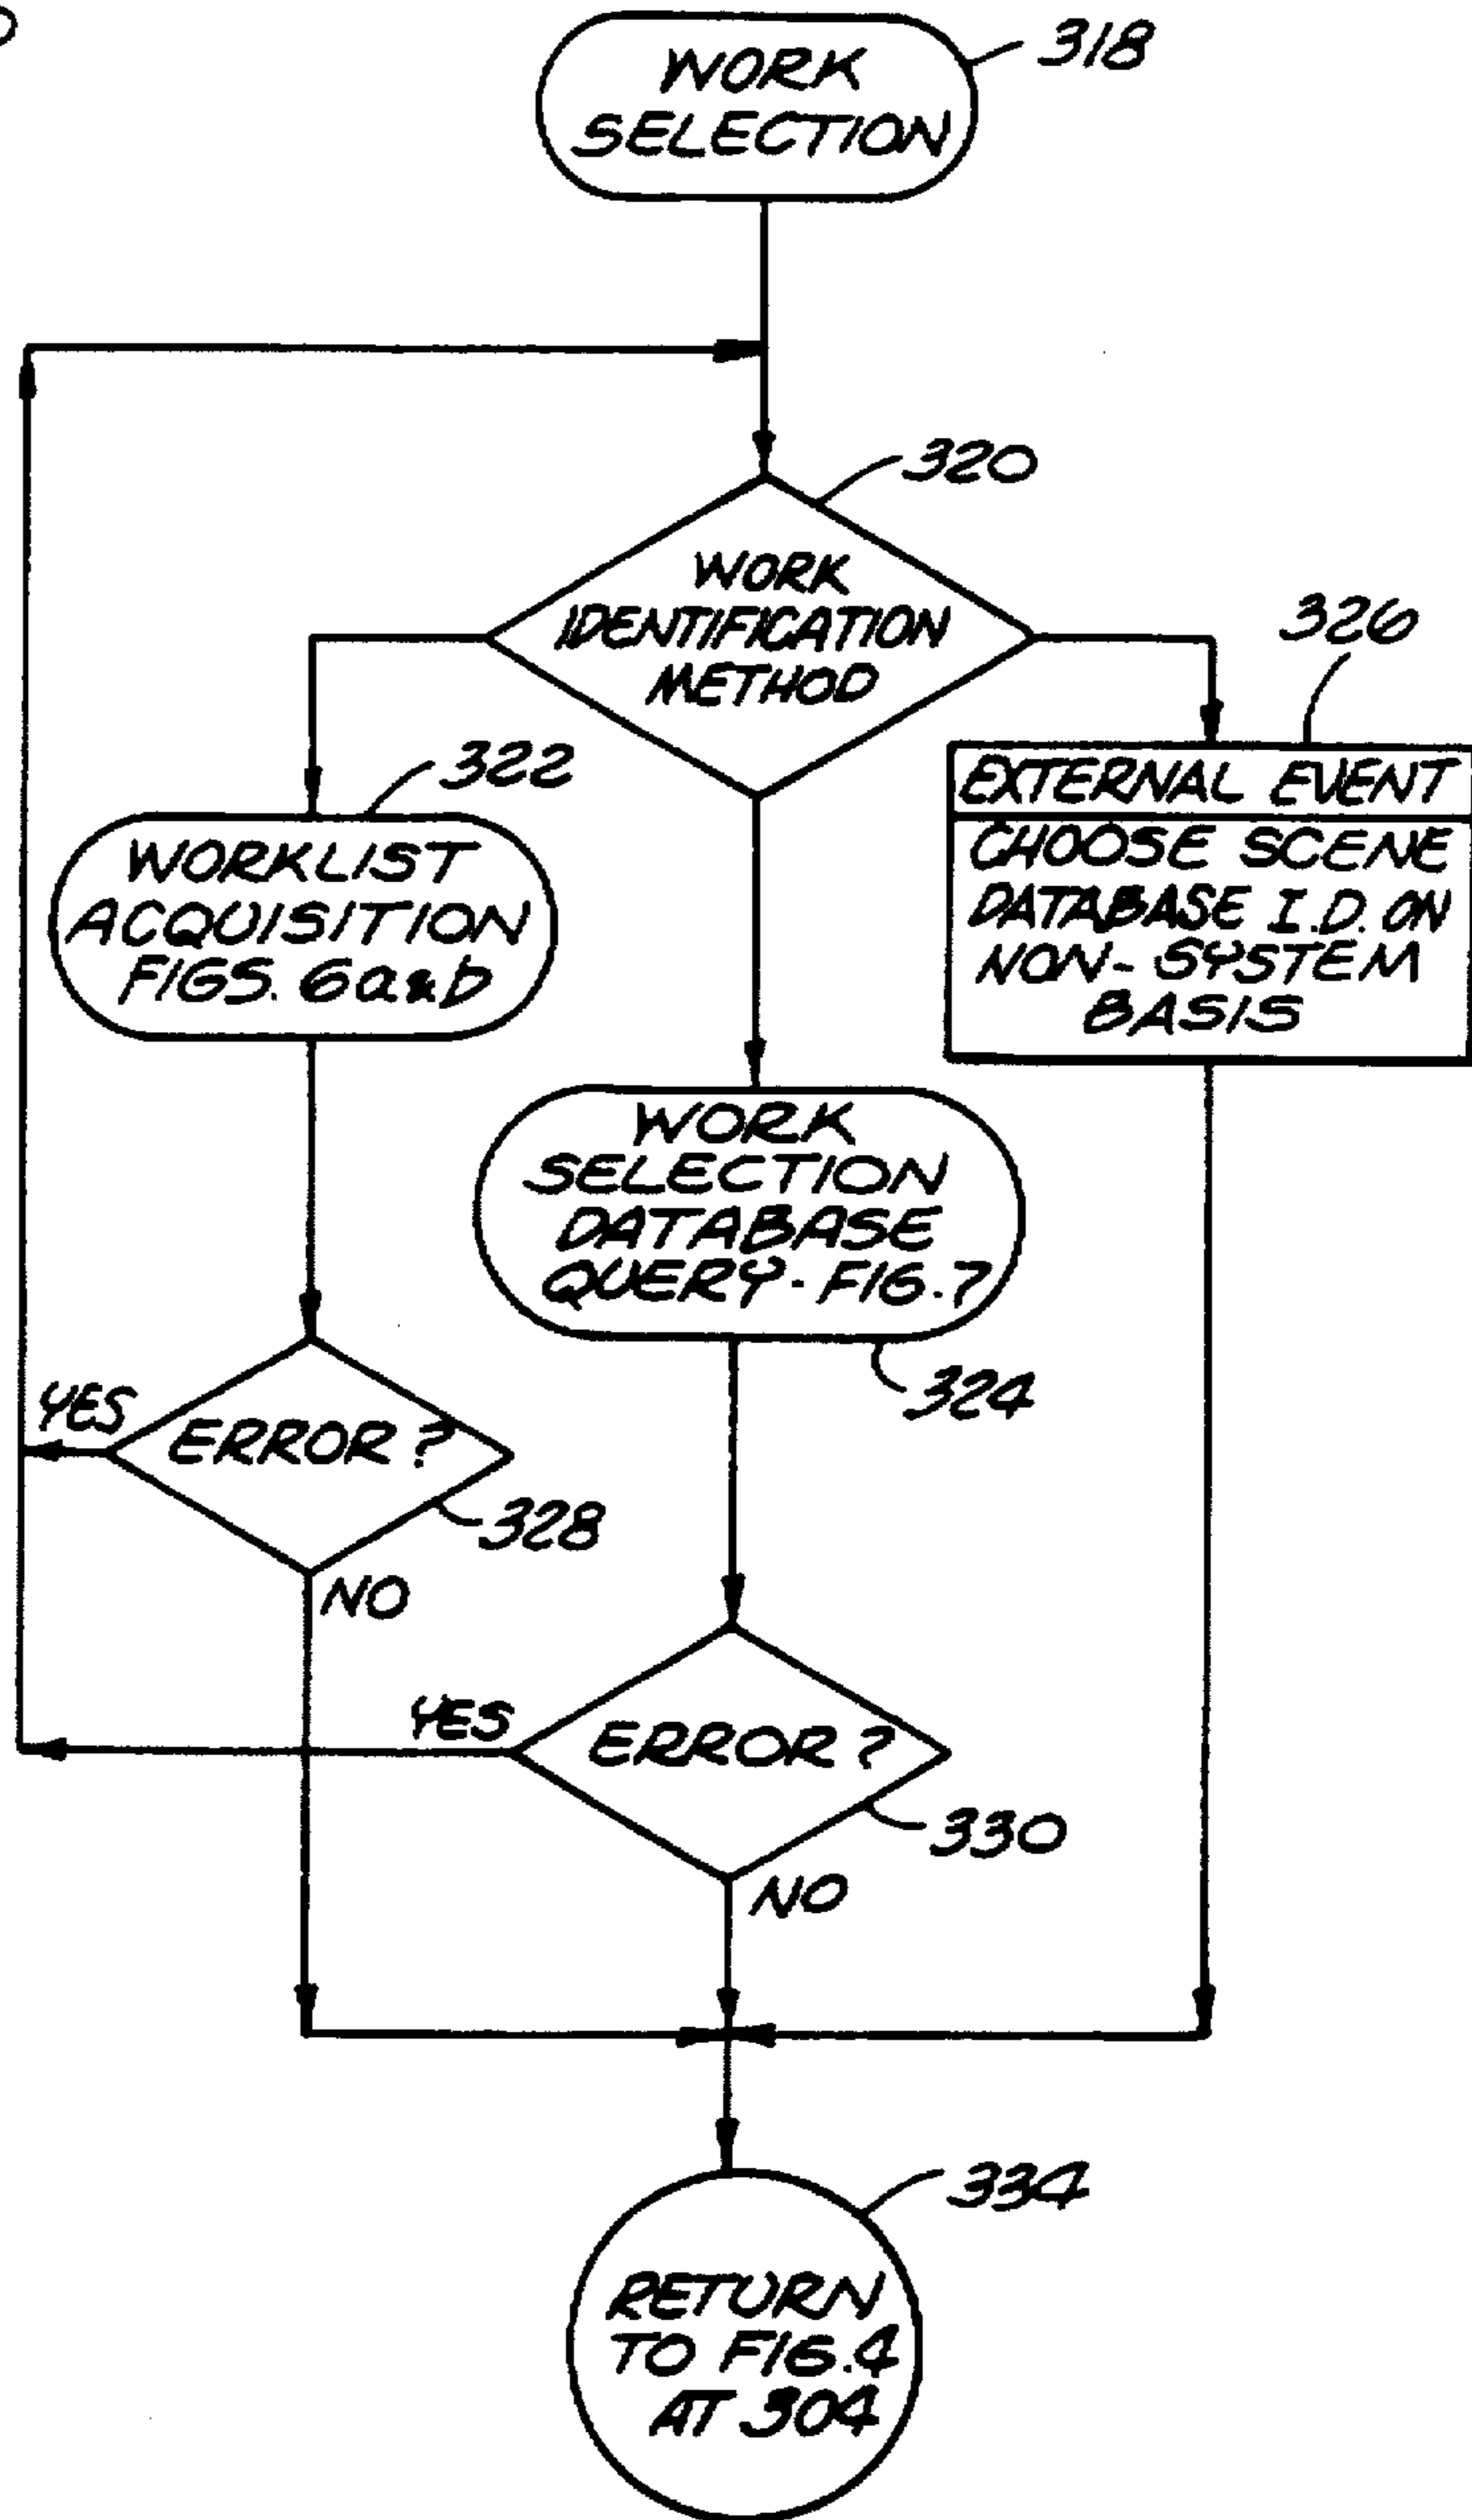 WORK
SELECTION
318
320
WORK
IDENTIFICATION
METHOD
326
322
EXTERNAL EVENT
CHOOSE SCENE
DATABASE I.D. ON
NON-SYSTEM
BASIS
WORKLIST
ACQUISITION
FIGS. 6a&b
WORK
SELECTION
DATABASE
QUERY-FIG.7
324
YES
ERROR?
328
NO
YES
ERROR?
330
NO
334
RETURN
TO FIG.4
AT 304